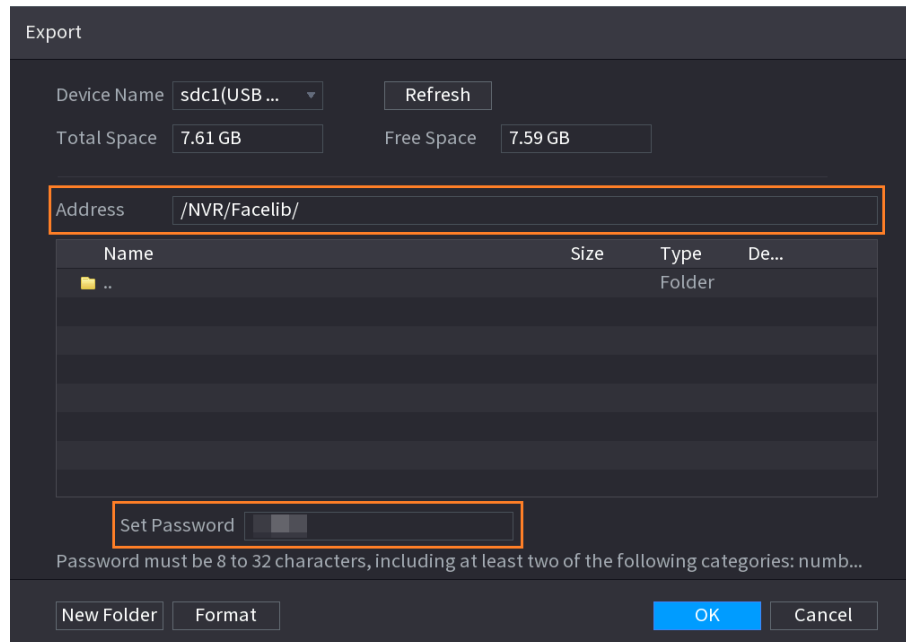 Export
Device Name sdc1(USB ... Refresh
Total Space 7.61 GB Free Space 7.59 GB
Address /NVR/Facelib/
Name Size Type De...
.. Folder
Set Password
Password must be 8 to 32 characters, including at least two of the following categories: numb...
New Folder Format OK Cancel